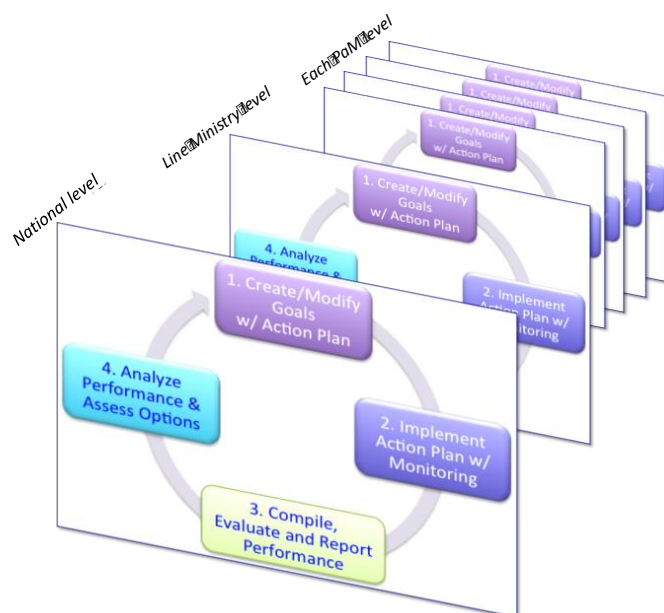 Each PaM level
Line Ministry level
National level
1. Create/Modify
1. Create/Modify
1. Create/Modify
1. Create/Modify
Goals
w/ Action Plan
1. Create/Modify
Goals
w/ Action Plan
4. Analyze
Performance &
2. Implement
Action Plan w/
1. Create/Modify
Goals
w/ Action Plan
4. Analyze
Performance &
Assess Options
2. Implement
Action Plan w/
Monitoring
3. Compile,
Evaluate and Report
Performance